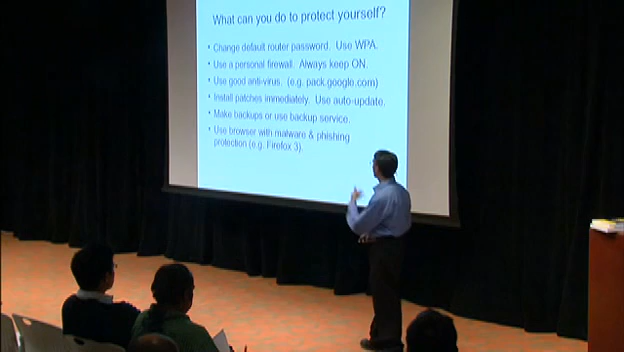 What can you do to protect yourself?
• Change default router password. Use WPA.
• Use a personal firewall. Always keep ON.
• Use good anti-virus. (e.g. pack.google.com)
• Install patches immediately. Use auto-update.
• Make backups or use backup service.
• Use browser with malware & phishing
protection (e.g. Firefox 3).